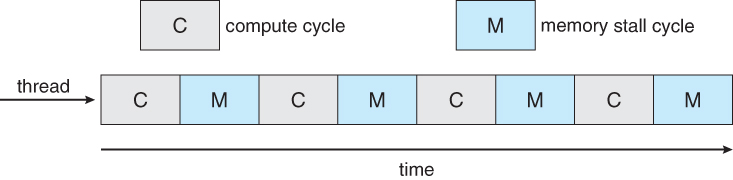 C compute cycle M memory stall cycle
thread
C M C M C M C M
time